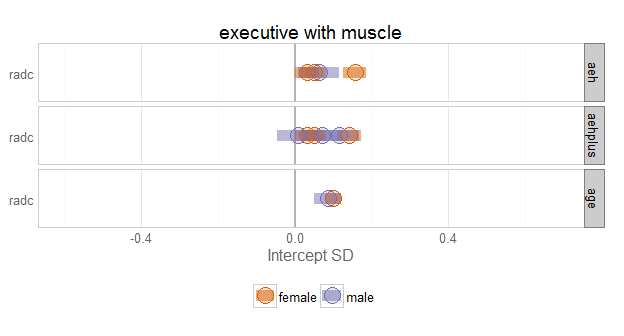 executive with muscle
radc
aeh
radc
aehplus
radc
age
-0.4 0.0 0.4
Intercept SD
female male